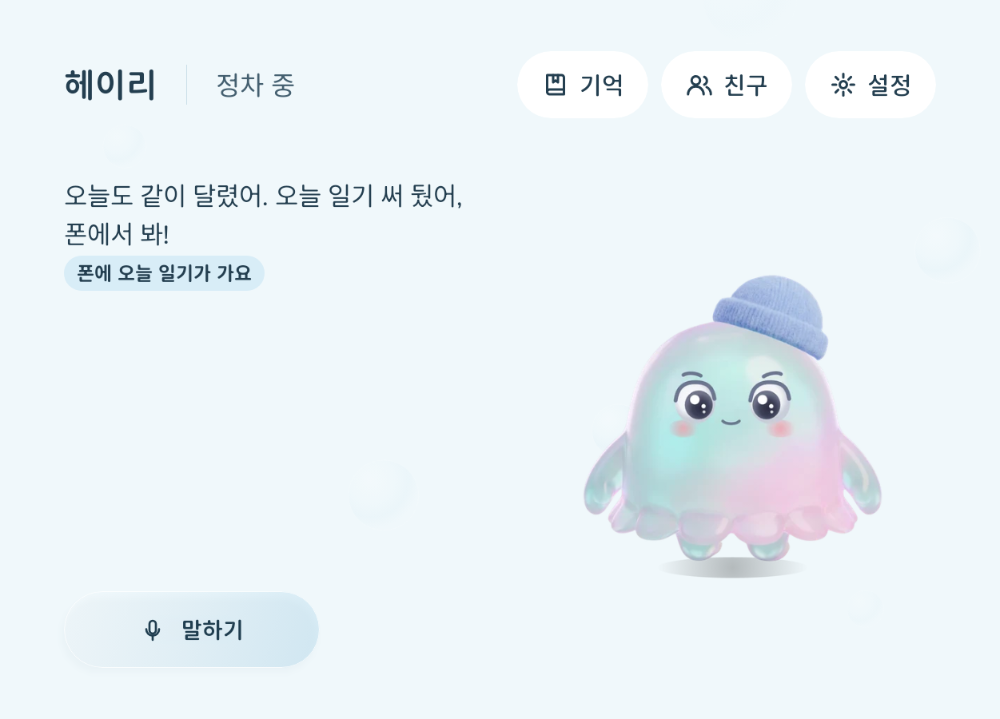 헤이리
정차 중
기억
친구
설정
오늘도 같이 달렸어. 오늘 일기 써 뒀어,
폰에서 봐!
폰에 오늘 일기가 가요
말하기